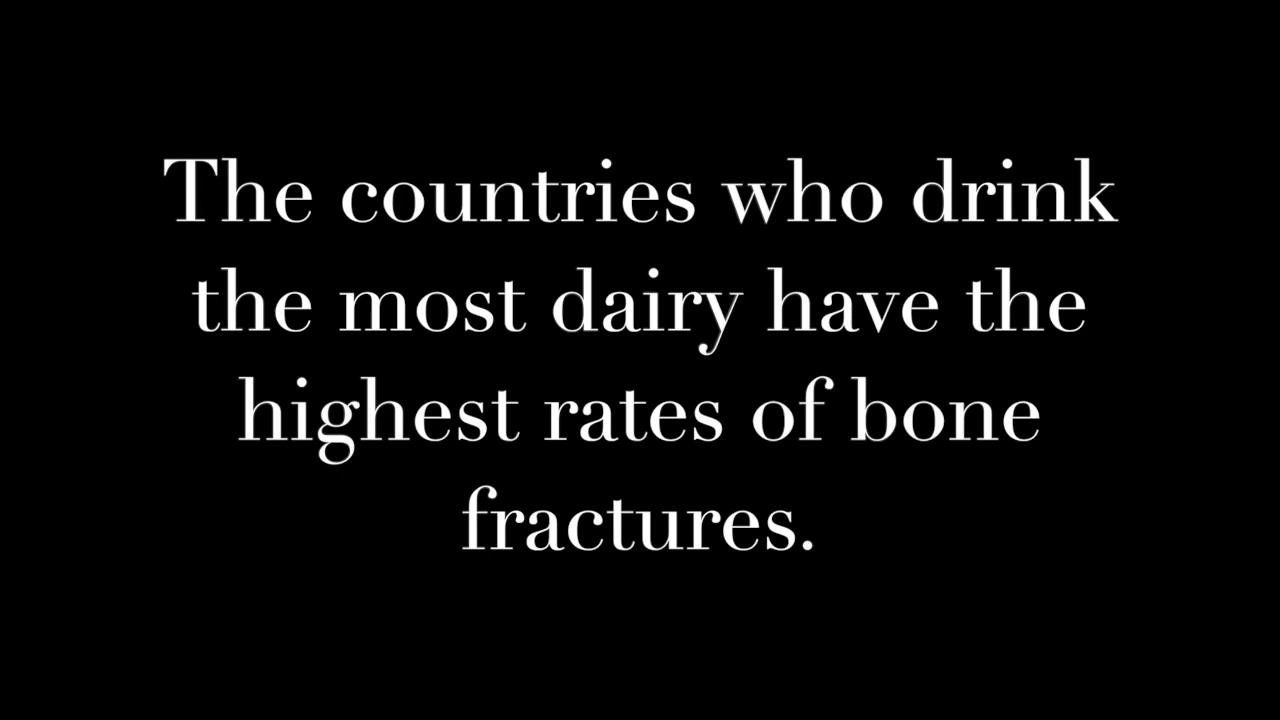 The countries who drink
the most dairy have the
highest rates of bone
fractures.